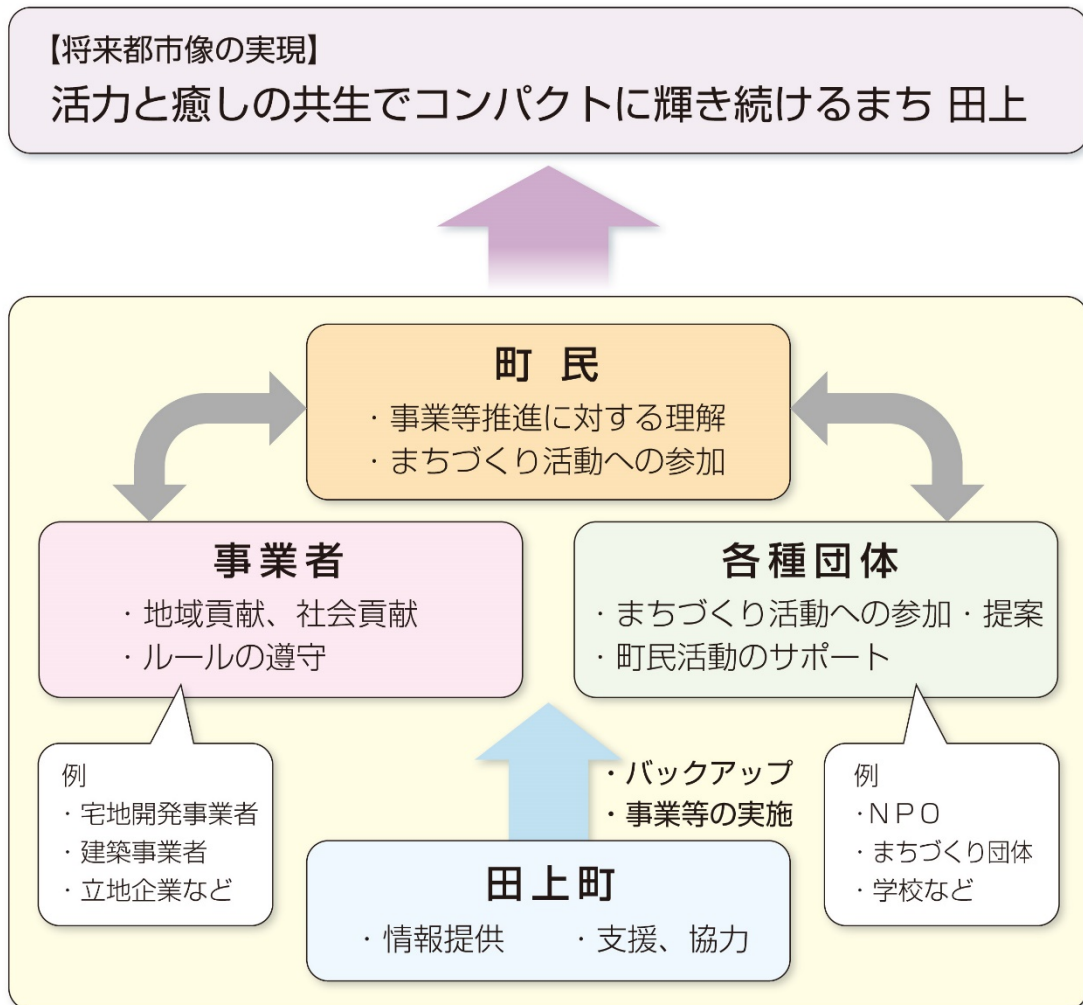 【将来都市像の実現】
活力と癒しの共生でコンパクトに輝き続けるまち 田上
町 民
・事業等推進に対する理解
・まちづくり活動への参加
事業者
・地域貢献、社会貢献
・ルールの遵守
各種団体
・まちづくり活動への参加・提案
・町民活動のサポート
例
・宅地開発事業者
・建築事業者
・立地企業など
・バックアップ
・事業等の実施
例
・NPO
・まちづくり団体
・学校など
田上町
・情報提供 ・支援、協力